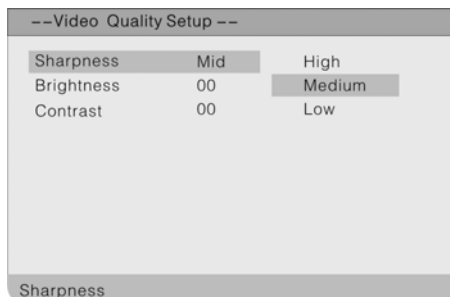 --Video Quality Setup --
Sharpness Mid High
Brightness 00 Medium
Contrast 00 Low
Sharpness